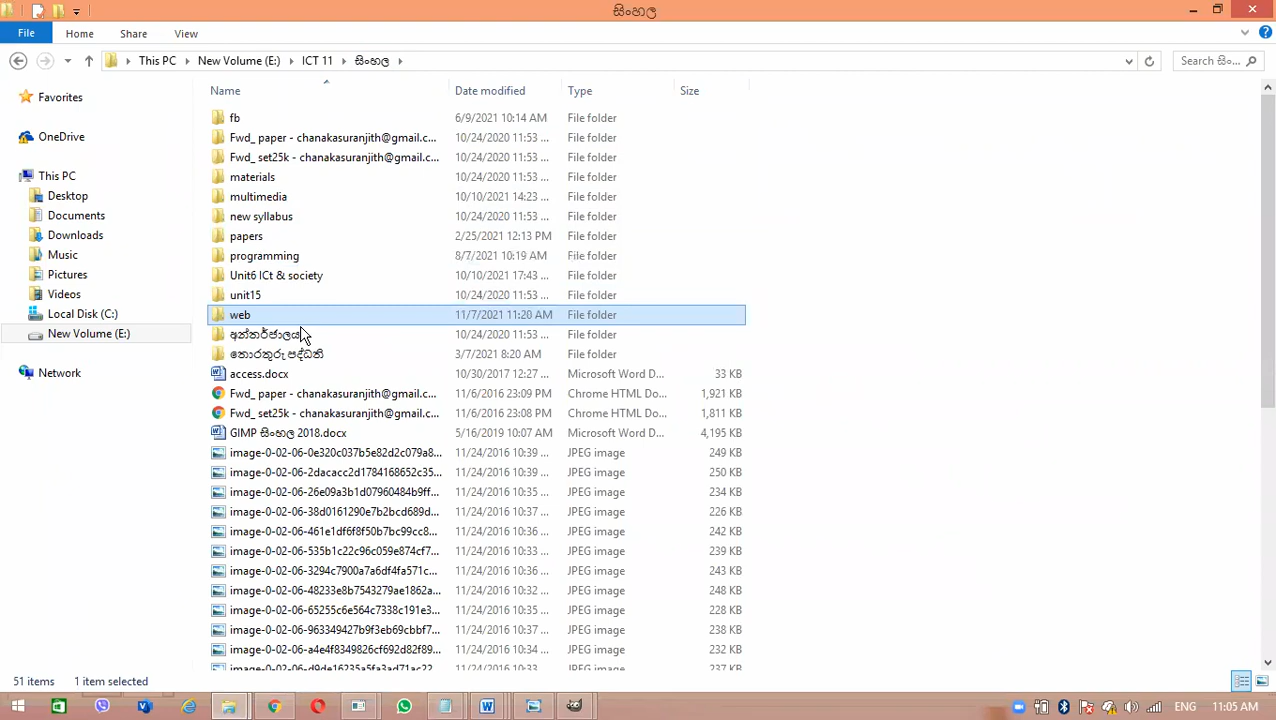 සිංහල
File Home Share View
This PC New Volume (E:) ICT 11 සිංහල
Search සිං...
Name Date modified Type Size
Favorites
OneDrive
This PC
Desktop
Documents
Downloads
Music
Pictures
Videos
Local Disk (C:)
New Volume (E:)
Network
fb 6/9/2021 10:14 AM File folder
Fwd_ paper - chanakasuranjith@gmail.c... 10/24/2020 11:53 ... File folder
Fwd_ set25k - chanakasuranjith@gmail.c... 10/24/2020 11:53 ... File folder
materials 10/24/2020 11:53 ... File folder
multimedia 10/10/2021 14:23 ... File folder
new syllabus 10/24/2020 11:53 ... File folder
papers 2/25/2021 12:13 PM File folder
programming 8/7/2021 10:19 AM File folder
Unit6 ICt & society 10/10/2021 17:43 ... File folder
unit15 10/24/2020 11:53 ... File folder
web 11/7/2021 11:20 AM File folder
අන්තර්ජාලය 10/24/2020 11:53 ... File folder
තොරතුරු පද්ධති 3/7/2021 8:20 AM File folder
access.docx 10/30/2017 12:27 ... Microsoft Word D... 33 KB
Fwd_ paper - chanakasuranjith@gmail.c... 11/6/2016 23:09 PM Chrome HTML Do... 1,921 KB
Fwd_ set25k - chanakasuranjith@gmail.c... 11/6/2016 23:08 PM Chrome HTML Do... 1,811 KB
GIMP සිංහල 2018.docx 5/16/2019 10:07 AM Microsoft Word D... 4,195 KB
image-0-02-06-0e320c037b5e82d2c079a8... 11/24/2016 10:39 ... JPEG image 249 KB
image-0-02-06-2dacacc2d1784168652c35... 11/24/2016 10:39 ... JPEG image 250 KB
image-0-02-06-26e09a3b1d07960484b9ff... 11/24/2016 10:35 ... JPEG image 234 KB
image-0-02-06-38d0161290e7b2bcd689d... 11/24/2016 10:37 ... JPEG image 226 KB
image-0-02-06-461e1df6f8f50b7bc99cc8... 11/24/2016 10:36 ... JPEG image 242 KB
image-0-02-06-535b1c22c96c059e874cf7... 11/24/2016 10:33 ... JPEG image 239 KB
image-0-02-06-3294c7900a7a6df4fa571c... 11/24/2016 10:36 ... JPEG image 243 KB
image-0-02-06-48233e8b7543279ae1862a... 11/24/2016 10:36 ... JPEG image 248 KB
image-0-02-06-65255c6e564c7338c191e3... 11/24/2016 10:36 ... JPEG image 228 KB
image-0-02-06-963349427b9f3eb69cbbf7... 11/24/2016 10:37 ... JPEG image 238 KB
image-0-02-06-a4e4f8349826cf692d82f89... 11/24/2016 10:34 ... JPEG image 232 KB
image-0-02-06-d9de16235a5fa3ad71ac22... 11/24/2016 10:33 ... JPEG image 237 KB
51 items 1 item selected
ENG 11:05 AM